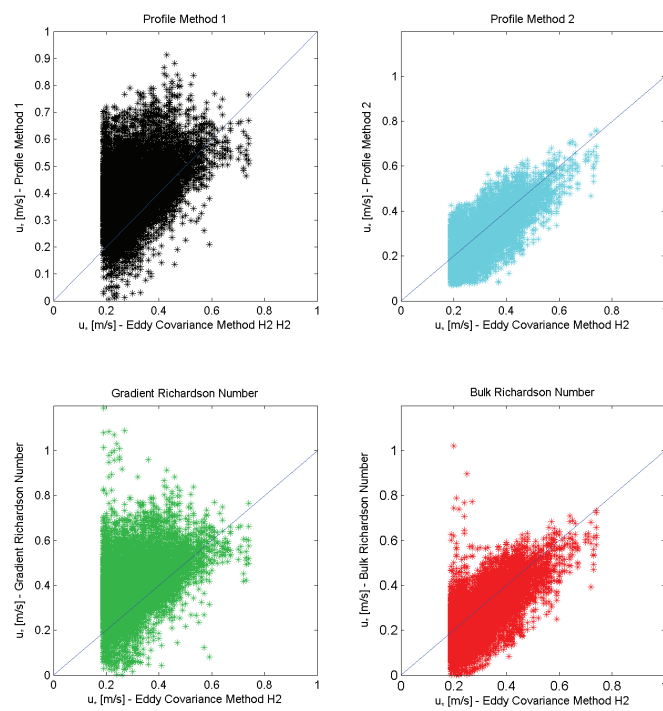 Profile Method 1
1
0.9
0.8
0.7
0.6
0.5
0.4
0.3
0.2
0.1
0
0 0.2 0.4 0.6 0.8 1
u* [m/s] - Profile Method 1
u* [m/s] - Eddy Covariance Method H2 H2
Profile Method 2
1
0.8
0.6
0.4
0.2
0
0 0.2 0.4 0.6 0.8 1
u* [m/s] - Profile Method 2
u* [m/s] - Eddy Covariance Method H2
Gradient Richardson Number
1
0.8
0.6
0.4
0.2
0
0 0.2 0.4 0.6 0.8 1
u* [m/s] - Gradient Richardson Number
u* [m/s] - Eddy Covariance Method H2
Bulk Richardson Number
1
0.8
0.6
0.4
0.2
0
0 0.2 0.4 0.6 0.8 1
u* [m/s] - Bulk Richardson Number
u* [m/s] - Eddy Covariance Method H2